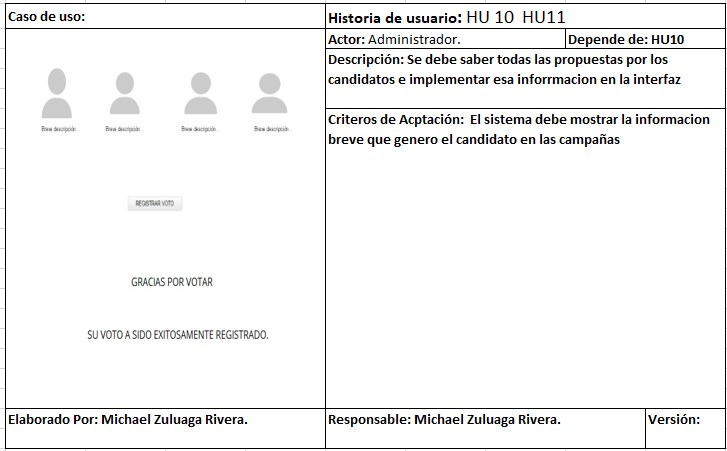 Caso de uso:
Historia de usuario: HU 10  HU11
Actor: Administrador.
Depende de: HU10
Descripción: Se debe saber todas las propuestas por los
candidatos e implementar esa inforrmacion en la interfaz
Criteros de Acptación:  El sistema debe mostrar la informacion
breve que genero el candidato en las campañas
Breve descripción...
Breve descripción...
Breve descripción...
Breve descripción...
REGISTRAR VOTO
GRACIAS POR VOTAR
SU VOTO A SIDO EXITOSAMENTE REGISTRADO.
Elaborado Por: Michael Zuluaga Rivera.
Responsable: Michael Zuluaga Rivera.
Versión: